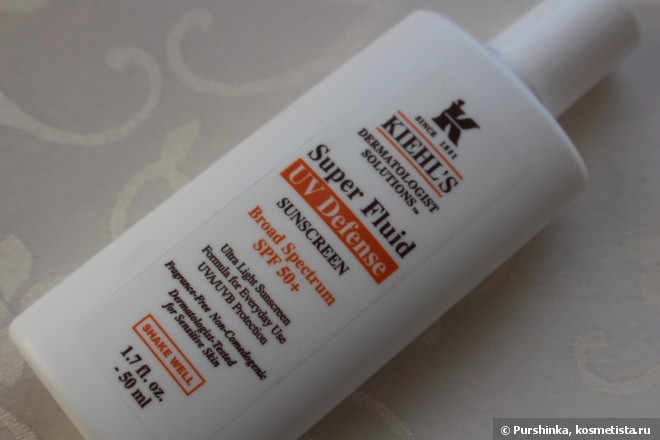 SINCE 1851
KIEHL'S
DERMATOLOGIST
SOLUTIONS™
Super Fluid
UV Defense
SUNSCREEN
Broad Spectrum
SPF 50+
Ultra Light Sunscreen
Formula for Everyday Use
UVA/UVB Protection
Fragrance-Free Non-Comedogenic
Dermatologist-Tested
for Sensitive Skin
SHAKE WELL
1.7 fl. oz.
- 50 ml
© Purshinka, kosmetista.ru